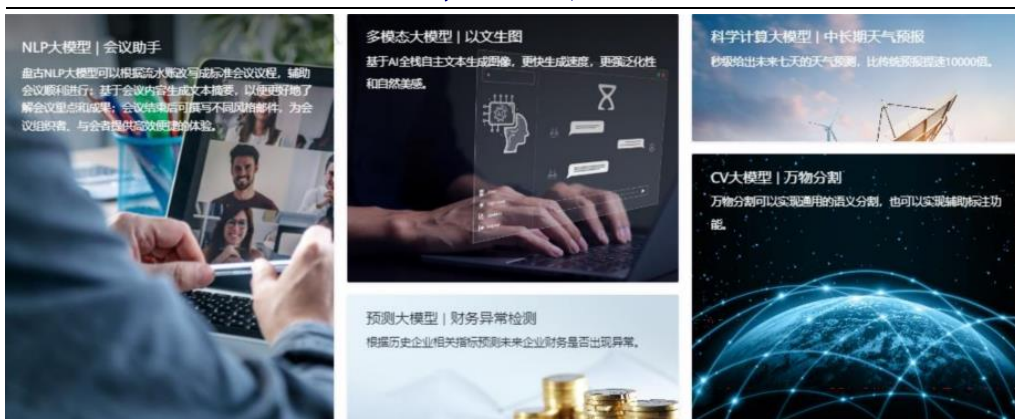 NLP大模型 | 会议助手
盘古NLP大模型可以根据流水账改写成标准会议议程，辅助
会议顺利进行；基于会议内容生成文本摘要，以便更好地了
解会议重点和成果；会议结束后可撰写不同风格邮件，为会
议组织者、与会者提供高效便捷的体验。
多模态大模型 | 以文生图
基于AI全栈自主文本生成图像，更快生成速度，更强泛化性
和自然美感。
预测大模型 | 财务异常检测
根据历史企业相关指标预测未来企业财务是否出现异常。
科学计算大模型 | 中长期天气预报
秒级给出未来七天的天气预测，比传统预报提速10000倍。
CV大模型 | 万物分割
万物分割可以实现通用的语义分割，也可以实现辅助标注功
能。